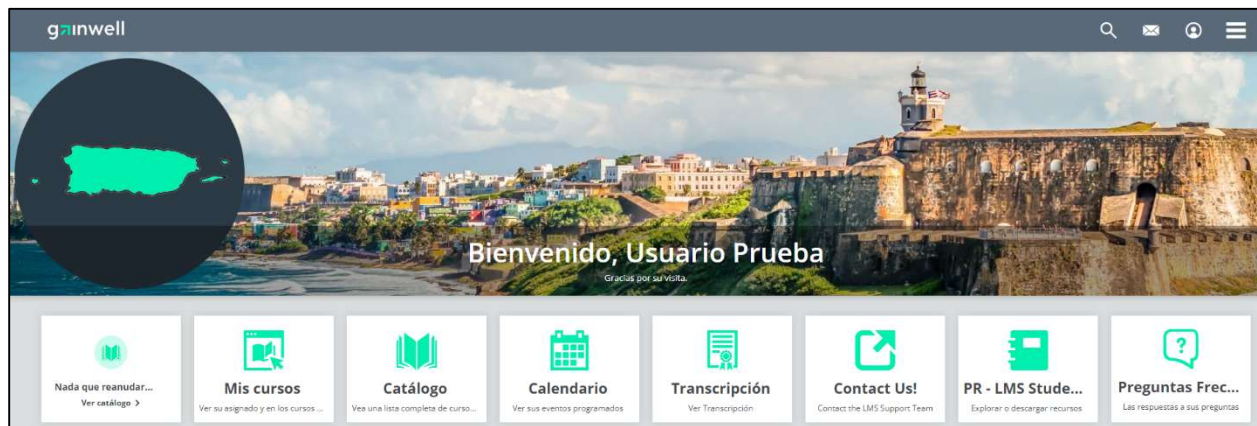 gainwell
Bienvenido, Usuario Prueba
Gracias por su visita.
Nada que reanudar...
Ver catálogo >
Mis cursos
Ver su asignado y en los cursos ...
Catálogo
Vea una lista completa de curso...
Calendario
Ver sus eventos programados
Transcripción
Ver Transcripción
Contact Us!
Contact the LMS Support Team
PR - LMS Stude...
Explorar o descargar recursos
?
Preguntas Frec...
Las respuestas a sus preguntas